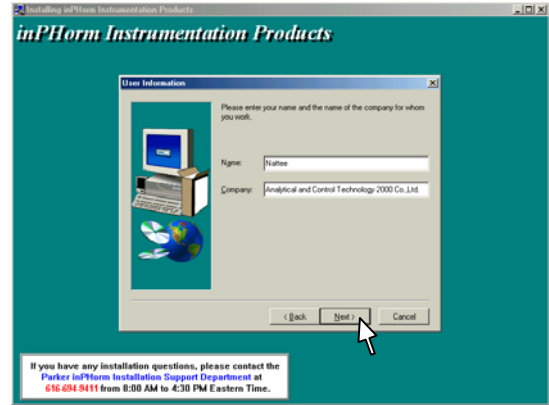 Installing inPHorm Instrumentation Products
inPHorm Instrumentation Products
User Information
Please enter your name and the name of the company for whom
you work.
Name: Nattee
Company: Analytical and Control Technology 2000 Co.,Ltd.
< Back Next > Cancel
If you have any installation questions, please contact the
Parker inPHorm Installation Support Department at
616-694-9411 from 8:00 AM to 4:30 PM Eastern Time.